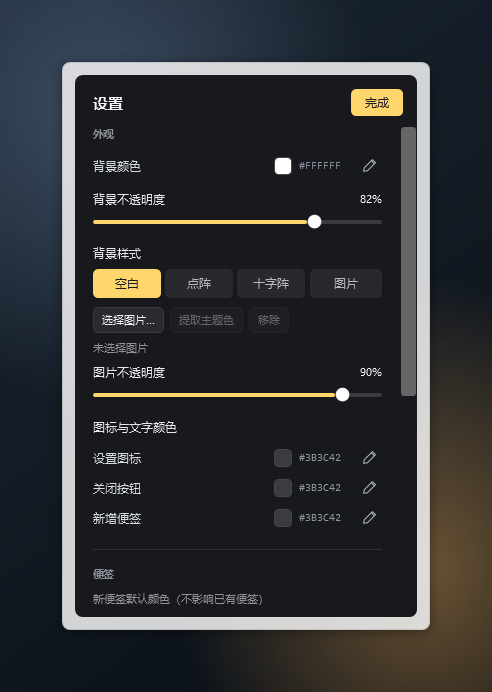 设置
完成
外观
背景颜色 #FFFFFF
背景不透明度 82%
背景样式
空白 点阵 十字阵 图片
选择图片... 提取主题色 移除
未选择图片
图片不透明度 90%
图标与文字颜色
设置图标 #3B3C42
关闭按钮 #3B3C42
新增便签 #3B3C42
便签
新便签默认颜色（不影响已有便签）